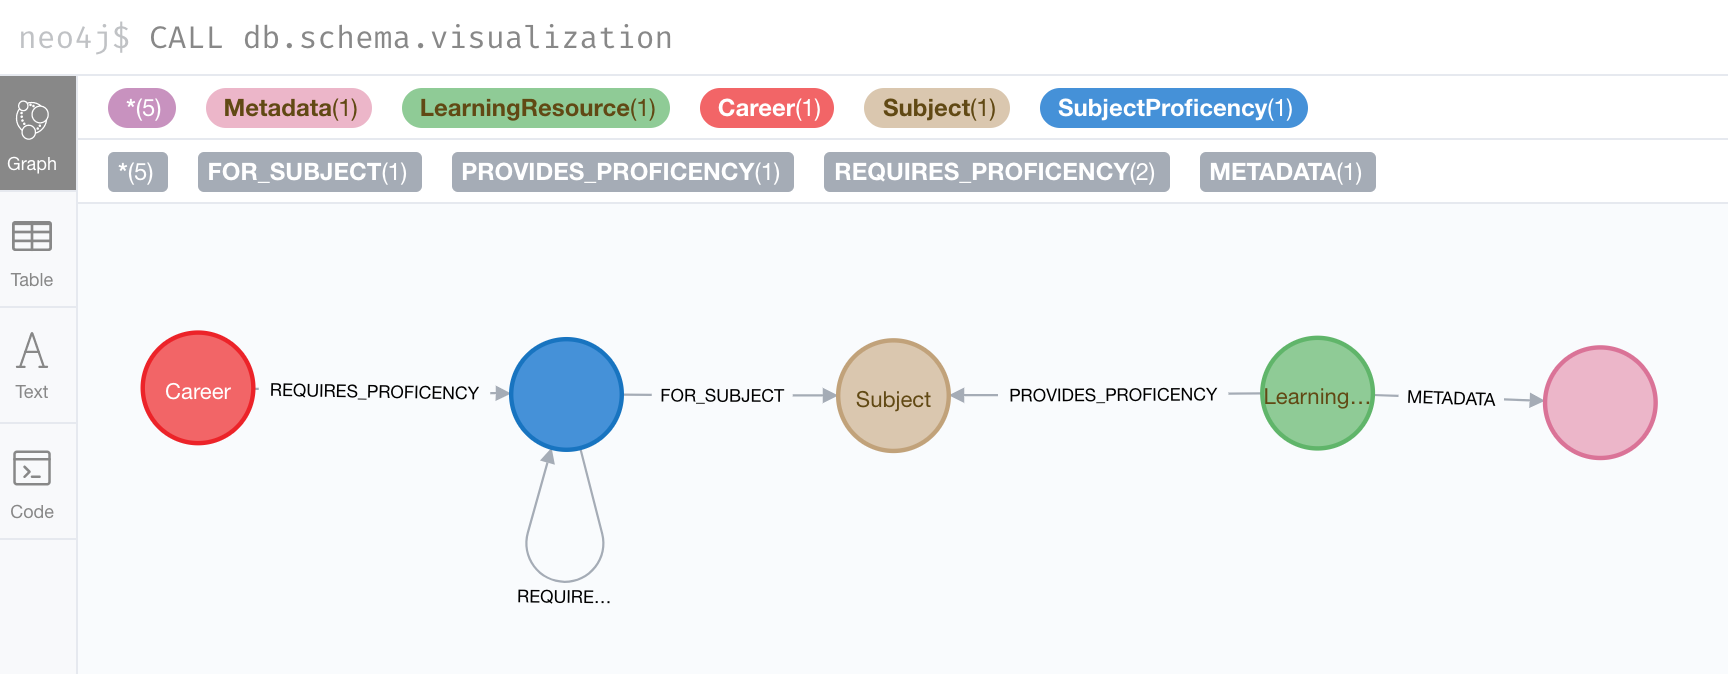 neo4j$ CALL db.schema.visualization
*(5) Metadata(1) LearningResource(1) Career(1) Subject(1) SubjectProficency(1)
Graph
*(5) FOR_SUBJECT(1) PROVIDES_PROFICENCY(1) REQUIRES_PROFICENCY(2) METADATA(1)
Table
Text
Code
Career REQUIRES_PROFICENCY FOR_SUBJECT Subject PROVIDES_PROFICENCY Learning... METADATA
REQUIRE...